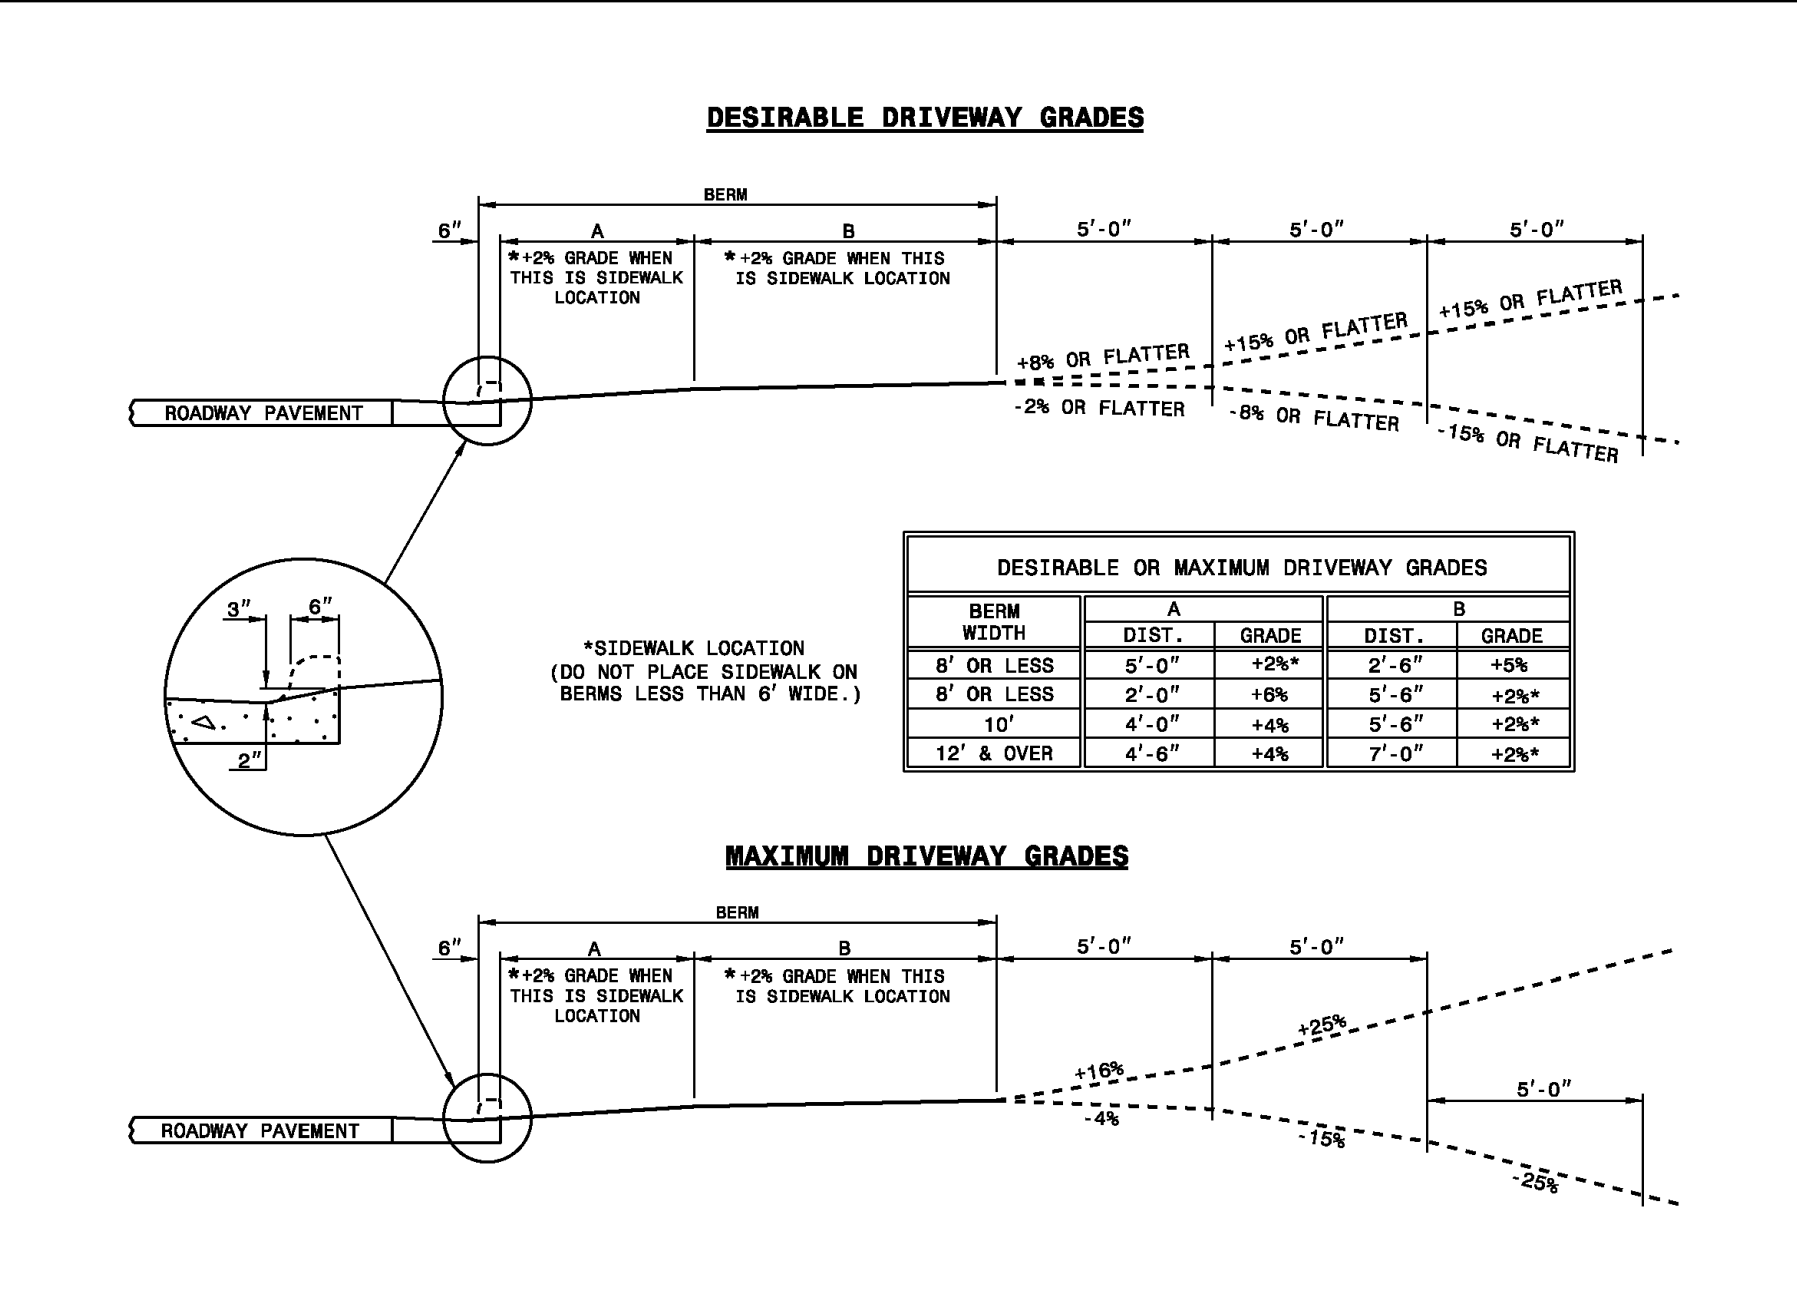 DESIRABLE DRIVEWAY GRADES
BERM
6" A B 5'-0" 5'-0" 5'-0"
*+2% GRADE WHEN
THIS IS SIDEWALK
LOCATION
*+2% GRADE WHEN THIS
IS SIDEWALK LOCATION
+8% OR FLATTER
+15% OR FLATTER
+15% OR FLATTER
-2% OR FLATTER
-8% OR FLATTER
-15% OR FLATTER
ROADWAY PAVEMENT
3" 6"
2"
*SIDEWALK LOCATION
(DO NOT PLACE SIDEWALK ON
BERMS LESS THAN 6' WIDE.)
DESIRABLE OR MAXIMUM DRIVEWAY GRADES
BERM
WIDTH
A B
DIST. GRADE DIST. GRADE
8' OR LESS 5'-0" +2%* 2'-6" +5%
8' OR LESS 2'-0" +6% 5'-6" +2%*
10' 4'-0" +4% 5'-6" +2%*
12' & OVER 4'-6" +4% 7'-0" +2%*
MAXIMUM DRIVEWAY GRADES
BERM
6" A B 5'-0" 5'-0"
*+2% GRADE WHEN
THIS IS SIDEWALK
LOCATION
*+2% GRADE WHEN THIS
IS SIDEWALK LOCATION
+16%
+25%
5'-0"
-4%
-15%
-25%
ROADWAY PAVEMENT